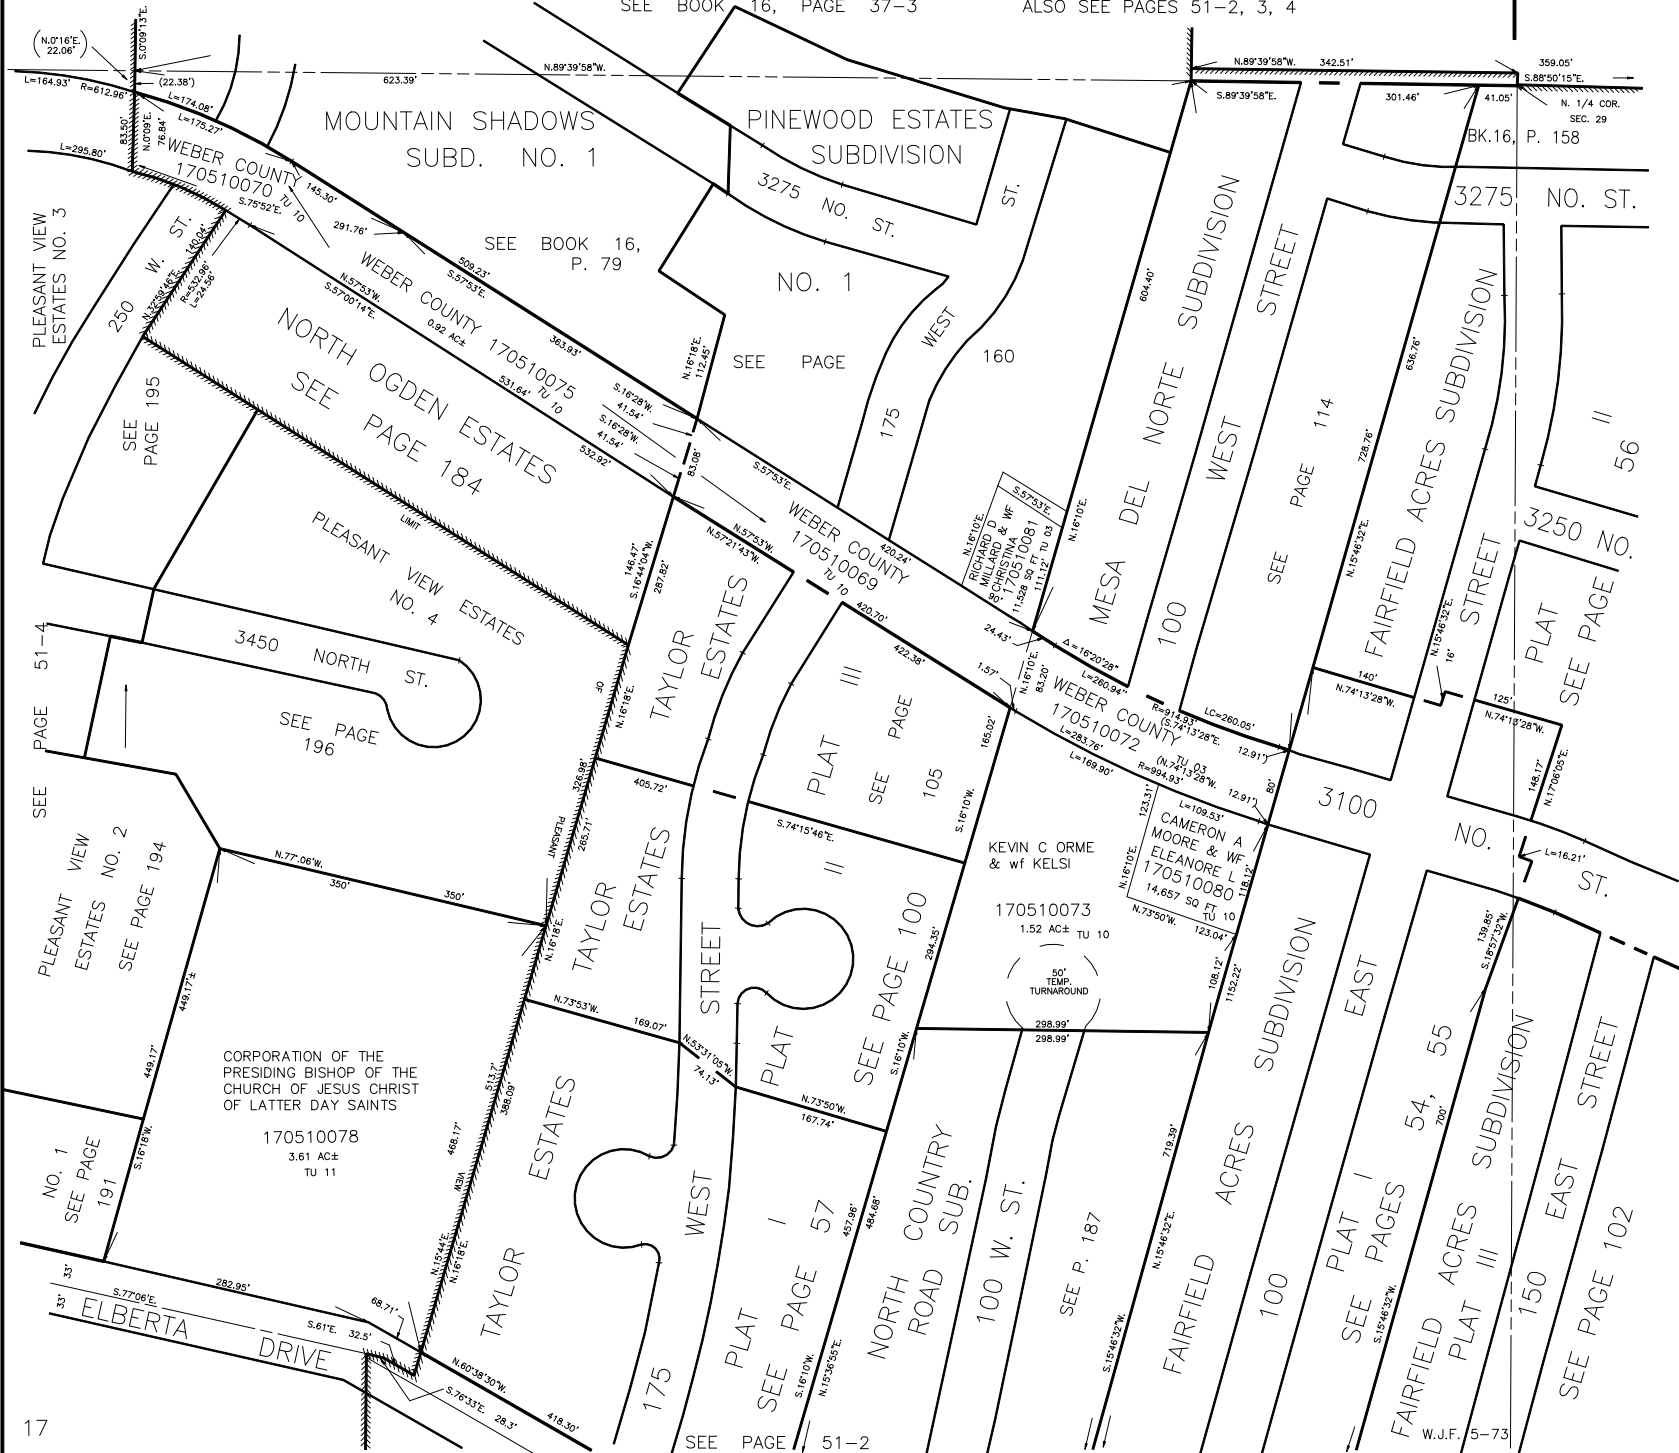 SEE BOOK 16, PAGE 37-3
ALSO SEE PAGES 51-2, 3, 4
(N.0°16'E.
22.06')
S.0°09'13"E.
L=164.93'
R=612.96'
(22.38')
L=174.08'
L=175.27'
623.39'
N.89°39'58"W.
N.89°39'58"W.
342.51'
359.05'
S.88°50'15"E.
S.89°39'58"E.
301.46'
41.05'
N. 1/4 COR.
SEC. 29
BK.16, P. 158
83.50'
N.0°09'E.
76.84'
L=295.80'
WEBER COUNTY
170510070
TU 10
S.75°52'E.
145.30'
291.76'
MOUNTAIN SHADOWS
SUBD. NO. 1
SEE BOOK 16,
P. 79
PINEWOOD ESTATES
SUBDIVISION
3275 NO. ST.
ST.
NO. 1
SEE PAGE
160
WEST
175
3275 NO. ST.
PLEASANT VIEW
ESTATES NO. 3
250 W. ST.
140.04'
N.32°59'46"E.
R=532.96'
L=24.56'
N.57°53'W.
S.57°00'14"E.
WEBER COUNTY 170510075
0.92 AC±
TU 10
509.23'
S.57°53'E.
363.93'
531.64'
532.92'
S.16°28'W.
41.54'
S.16°28'W.
41.54'
N.16°18'E.
112.45'
83.08'
NORTH OGDEN ESTATES
SEE PAGE 184
SEE
PAGE 195
LIMIT
PLEASANT VIEW ESTATES
NO. 4
3450 NORTH ST.
SEE PAGE 51-4
SEE PAGE
196
146.47'
S.16°44'04"W.
287.82'
N.57°53'W.
N.57°21'43"W.
S.57°53'E.
WEBER COUNTY
170510069
TU 10
420.24'
420.70'
422.38'
604.40'
N.16°10'E.
S.57°53'E.
N.16°10'E.
RICHARD D
MILLARD & WF
CHRISTINA
170510081
11,528 SQ FT TU 03
90'
111.12'
24.43'
1.57'
N.16°10'E.
83.20'
MESA DEL NORTE SUBDIVISION
100 WEST STREET
SEE PAGE 114
636.76'
728.76'
N.15°46'32"E.
FAIRFIELD ACRES SUBDIVISION
II
56
3250 NO.
STREET
PLAT
SEE PAGE
N.15°46'32"E.
16'
140'
N.74°13'28"W.
125'
N.74°13'28"W.
148.17'
N.17°06'05"E.
Δ=16°20'28"
L=260.94"
WEBER COUNTY
170510072
TU 03
R=914.93'
(S.74°13'28"E.
LC=260.05'
12.91')
L=283.76'
L=169.90'
(N.74°13'28"W.
R=994.93'
12.91')
80'
3100 NO. ST.
L=16.21'
TAYLOR ESTATES
OF
N.16°18'E.
326.98'
405.72'
PLEASANT
265.71'
PLAT III
SEE PAGE
105
165.02'
S.16°10'W.
S.74°15'46"E.
123.31'
L=109.53'
N.16°10'E.
CAMERON A
MOORE & WF
ELEANORE L
170510080
14,657 SQ FT
TU 10
118.12'
N.73°50'W.
123.04'
KEVIN C ORME
& wf KELSI
170510073
1.52 AC± TU 10
50'
TEMP.
TURNAROUND
298.99'
298.99'
108.12'
1152.22'
PLEASANT VIEW
ESTATES NO. 2
SEE PAGE 194
N.77°.06'W.
350'
350'
449.17'±
449.17'
N.16°18'E.
TAYLOR ESTATES
N.73°53'W.
169.07'
N.53°31'05"W.
74.13'
STREET
PLAT II
SEE PAGE 100
294.35'
S.16°10'W.
N.73°50'W.
167.74'
CORPORATION OF THE
PRESIDING BISHOP OF THE
CHURCH OF JESUS CHRIST
OF LATTER DAY SAINTS
170510078
3.61 AC±
TU 11
NO. 1
SEE PAGE
191
S.16°18'W.
513.7'
388.09'
468.17'
VIEW
N.15°44'E.
N.16°18'E.
TAYLOR ESTATES
WEST
175
PLAT I
SEE PAGE 57
457.96'
484.68'
S.16°10'W.
N.15°36'55"E.
NORTH COUNTRY
ROAD SUB.
100 W. ST.
SEE P. 187
719.39'
N.15°46'32"E.
S.15°46'32"W.
FAIRFIELD ACRES SUBDIVISION
100 EAST
PLAT I
SEE PAGES 54, 55
139.85'
S.18°57'32"W.
700'
S.15°46'32"W.
FAIRFIELD ACRES SUBDIVISION
PLAT III
150 EAST STREET
SEE PAGE 102
33'
33'
S.77°06'E.
282.95'
68.71'
S.61°E.
32.5'
ELBERTA DRIVE
N.60°38'30"W.
S.76°33'E.
28.3'
418.30'
SEE PAGE 51-2
W.J.F. 5-73
17